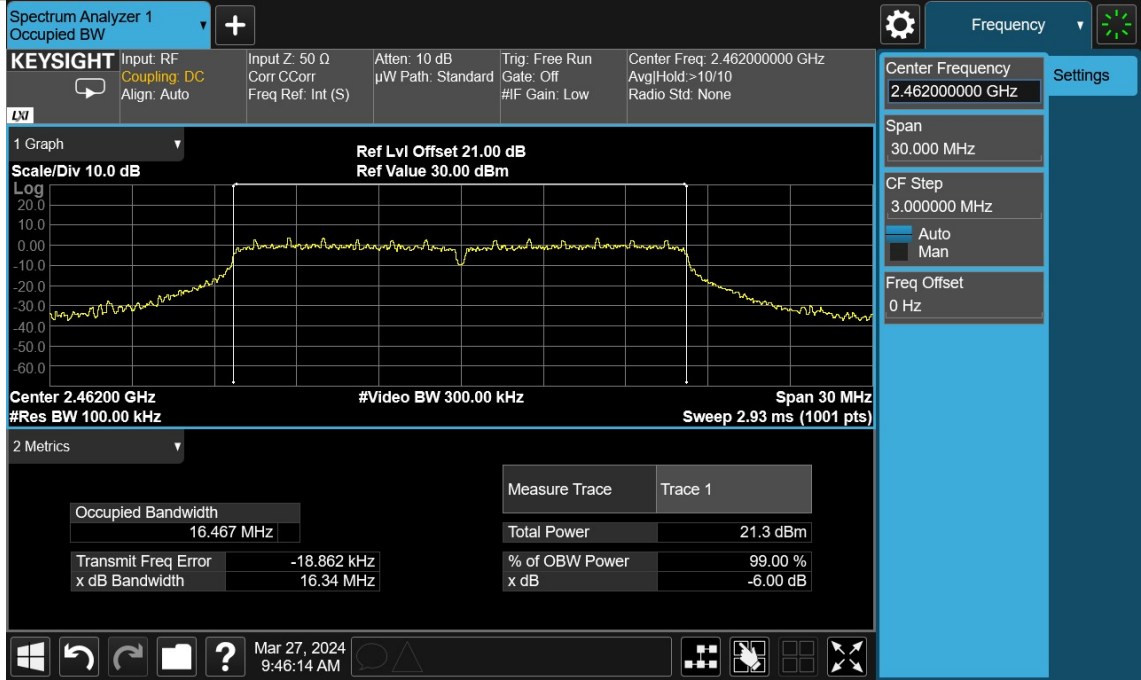 Spectrum Analyzer 1
Occupied BW
Frequency
KEYSIGHT
LXI
Input: RF
Coupling: DC
Align: Auto
Input Z: 50 Ω
Corr CCorr
Freq Ref: Int (S)
Atten: 10 dB
µW Path: Standard
Trig: Free Run
Gate: Off
#IF Gain: Low
Center Freq: 2.462000000 GHz
Avg|Hold:>10/10
Radio Std: None
Center Frequency
2.462000000 GHz
Settings
Span
30.000 MHz
CF Step
3.000000 MHz
Auto
Man
Freq Offset
0 Hz
1 Graph
Scale/Div 10.0 dB
Ref Lvl Offset 21.00 dB
Ref Value 30.00 dBm
Log
20.0
10.0
0.00
-10.0
-20.0
-30.0
-40.0
-50.0
-60.0
Center 2.46200 GHz
#Video BW 300.00 kHz
Span 30 MHz
#Res BW 100.00 kHz
Sweep 2.93 ms (1001 pts)
2 Metrics
Measure Trace
Trace 1
Occupied Bandwidth
16.467 MHz
Total Power
21.3 dBm
Transmit Freq Error
-18.862 kHz
% of OBW Power
99.00 %
x dB Bandwidth
16.34 MHz
x dB
-6.00 dB
?
Mar 27, 2024
9:46:14 AM